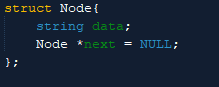 struct Node{
    string data;
    Node *next = NULL;
};